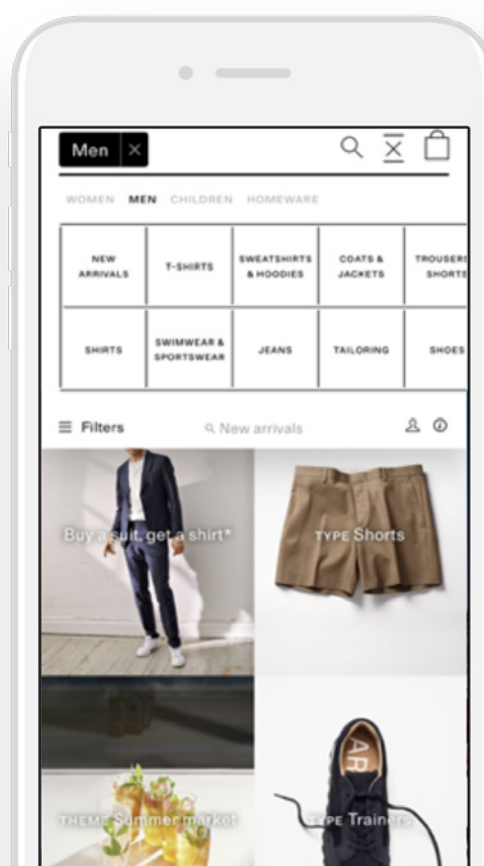 Men ×
WOMEN MEN CHILDREN HOMEWARE
NEW
ARRIVALS
T-SHIRTS
SWEATSHIRTS
& HOODIES
COATS &
JACKETS
TROUSERS
SHORTS
SHIRTS
SWIMWEAR &
SPORTSWEAR
JEANS
TAILORING
SHOES
Filters
New arrivals
Buy a suit, get a shirt*
TYPE Shorts
THEME Summer market
TYPE Trainers
AR